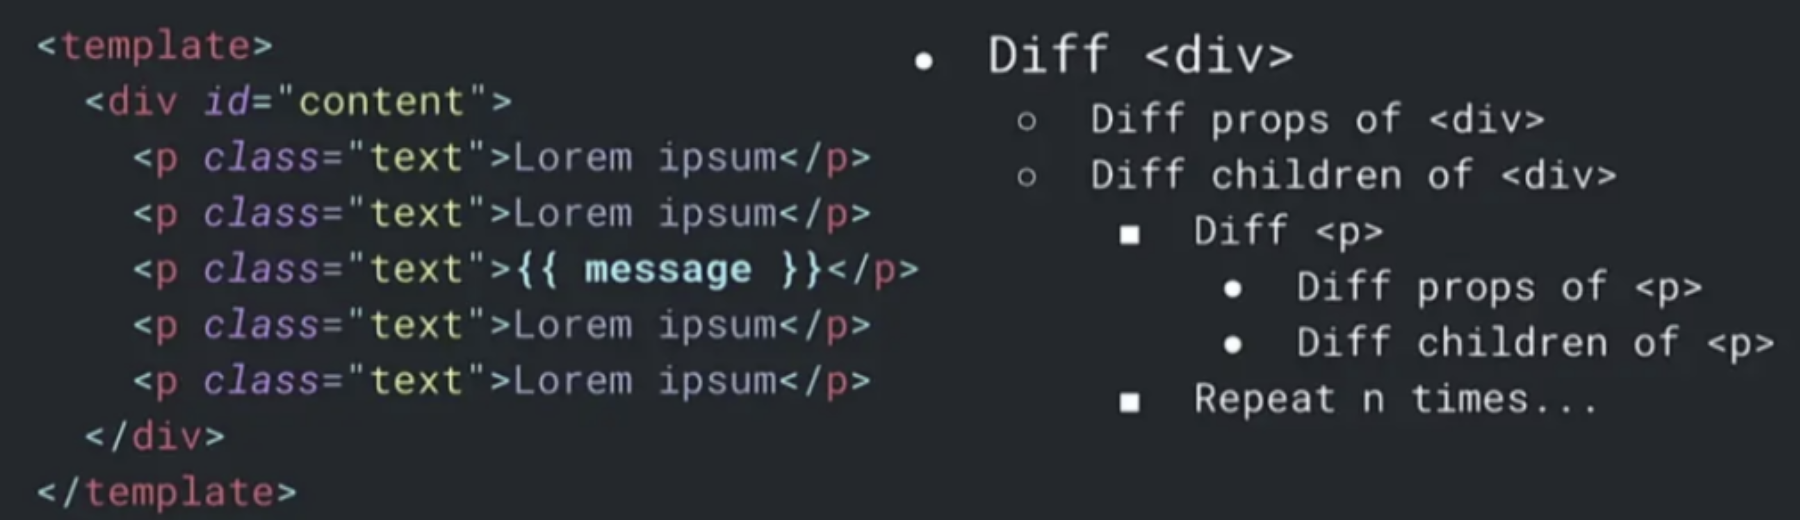 <template>
<div id="content">
<p class="text">Lorem ipsum</p>
<p class="text">Lorem ipsum</p>
<p class="text">{{ message }}</p>
<p class="text">Lorem ipsum</p>
<p class="text">Lorem ipsum</p>
</div>
</template>
● Diff <div>
○ Diff props of <div>
○ Diff children of <div>
■ Diff <p>
● Diff props of <p>
● Diff children of <p>
■ Repeat n times...